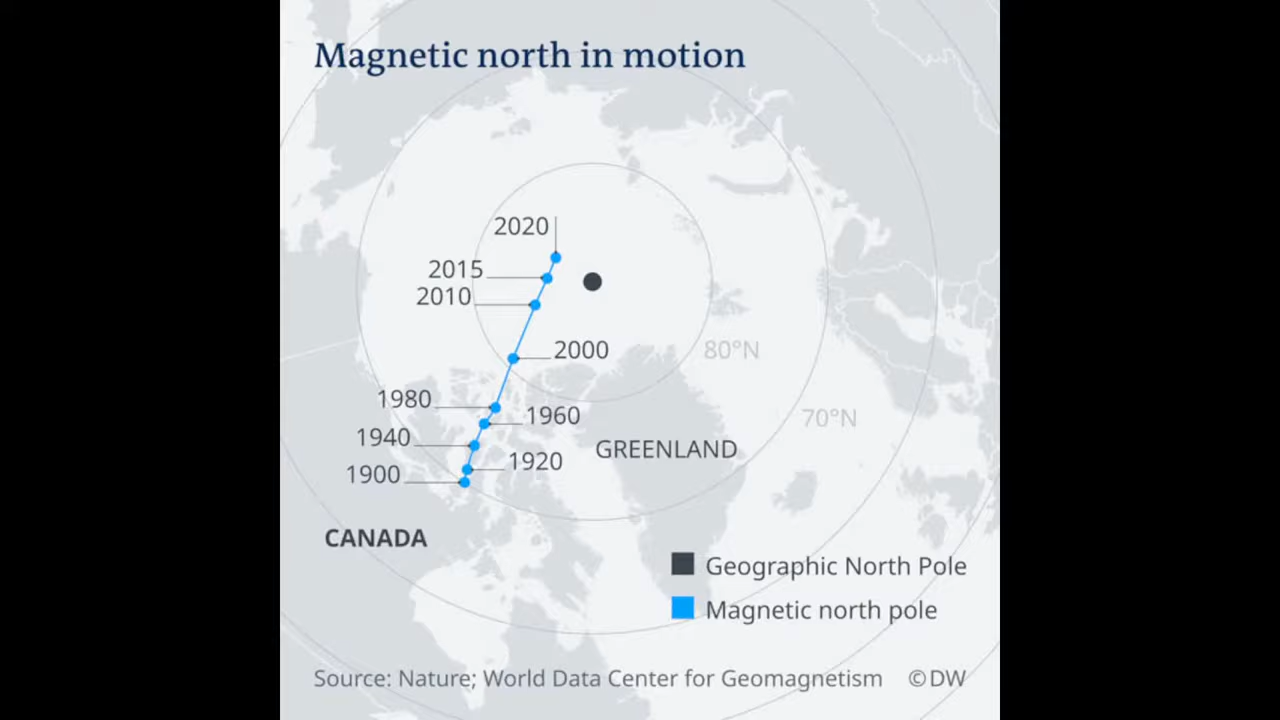 Magnetic north in motion
2020
2015
2010
2000
80°N
1980
1960
70°N
1940
GREENLAND
1920
1900
CANADA
Geographic North Pole
Magnetic north pole
Source: Nature; World Data Center for Geomagnetism ©DW